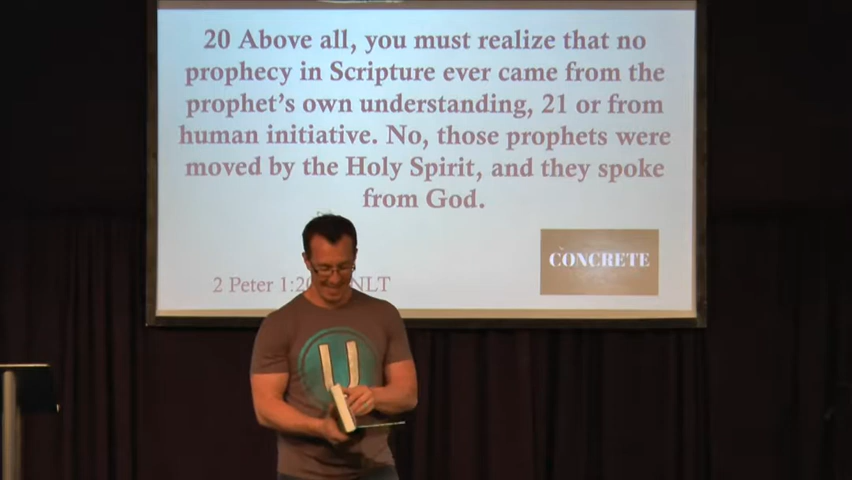 20 Above all, you must realize that no
prophecy in Scripture ever came from the
prophet's own understanding, 21 or from
human initiative. No, those prophets were
moved by the Holy Spirit, and they spoke
from God.
CONCRETE
2 Peter NLT
U